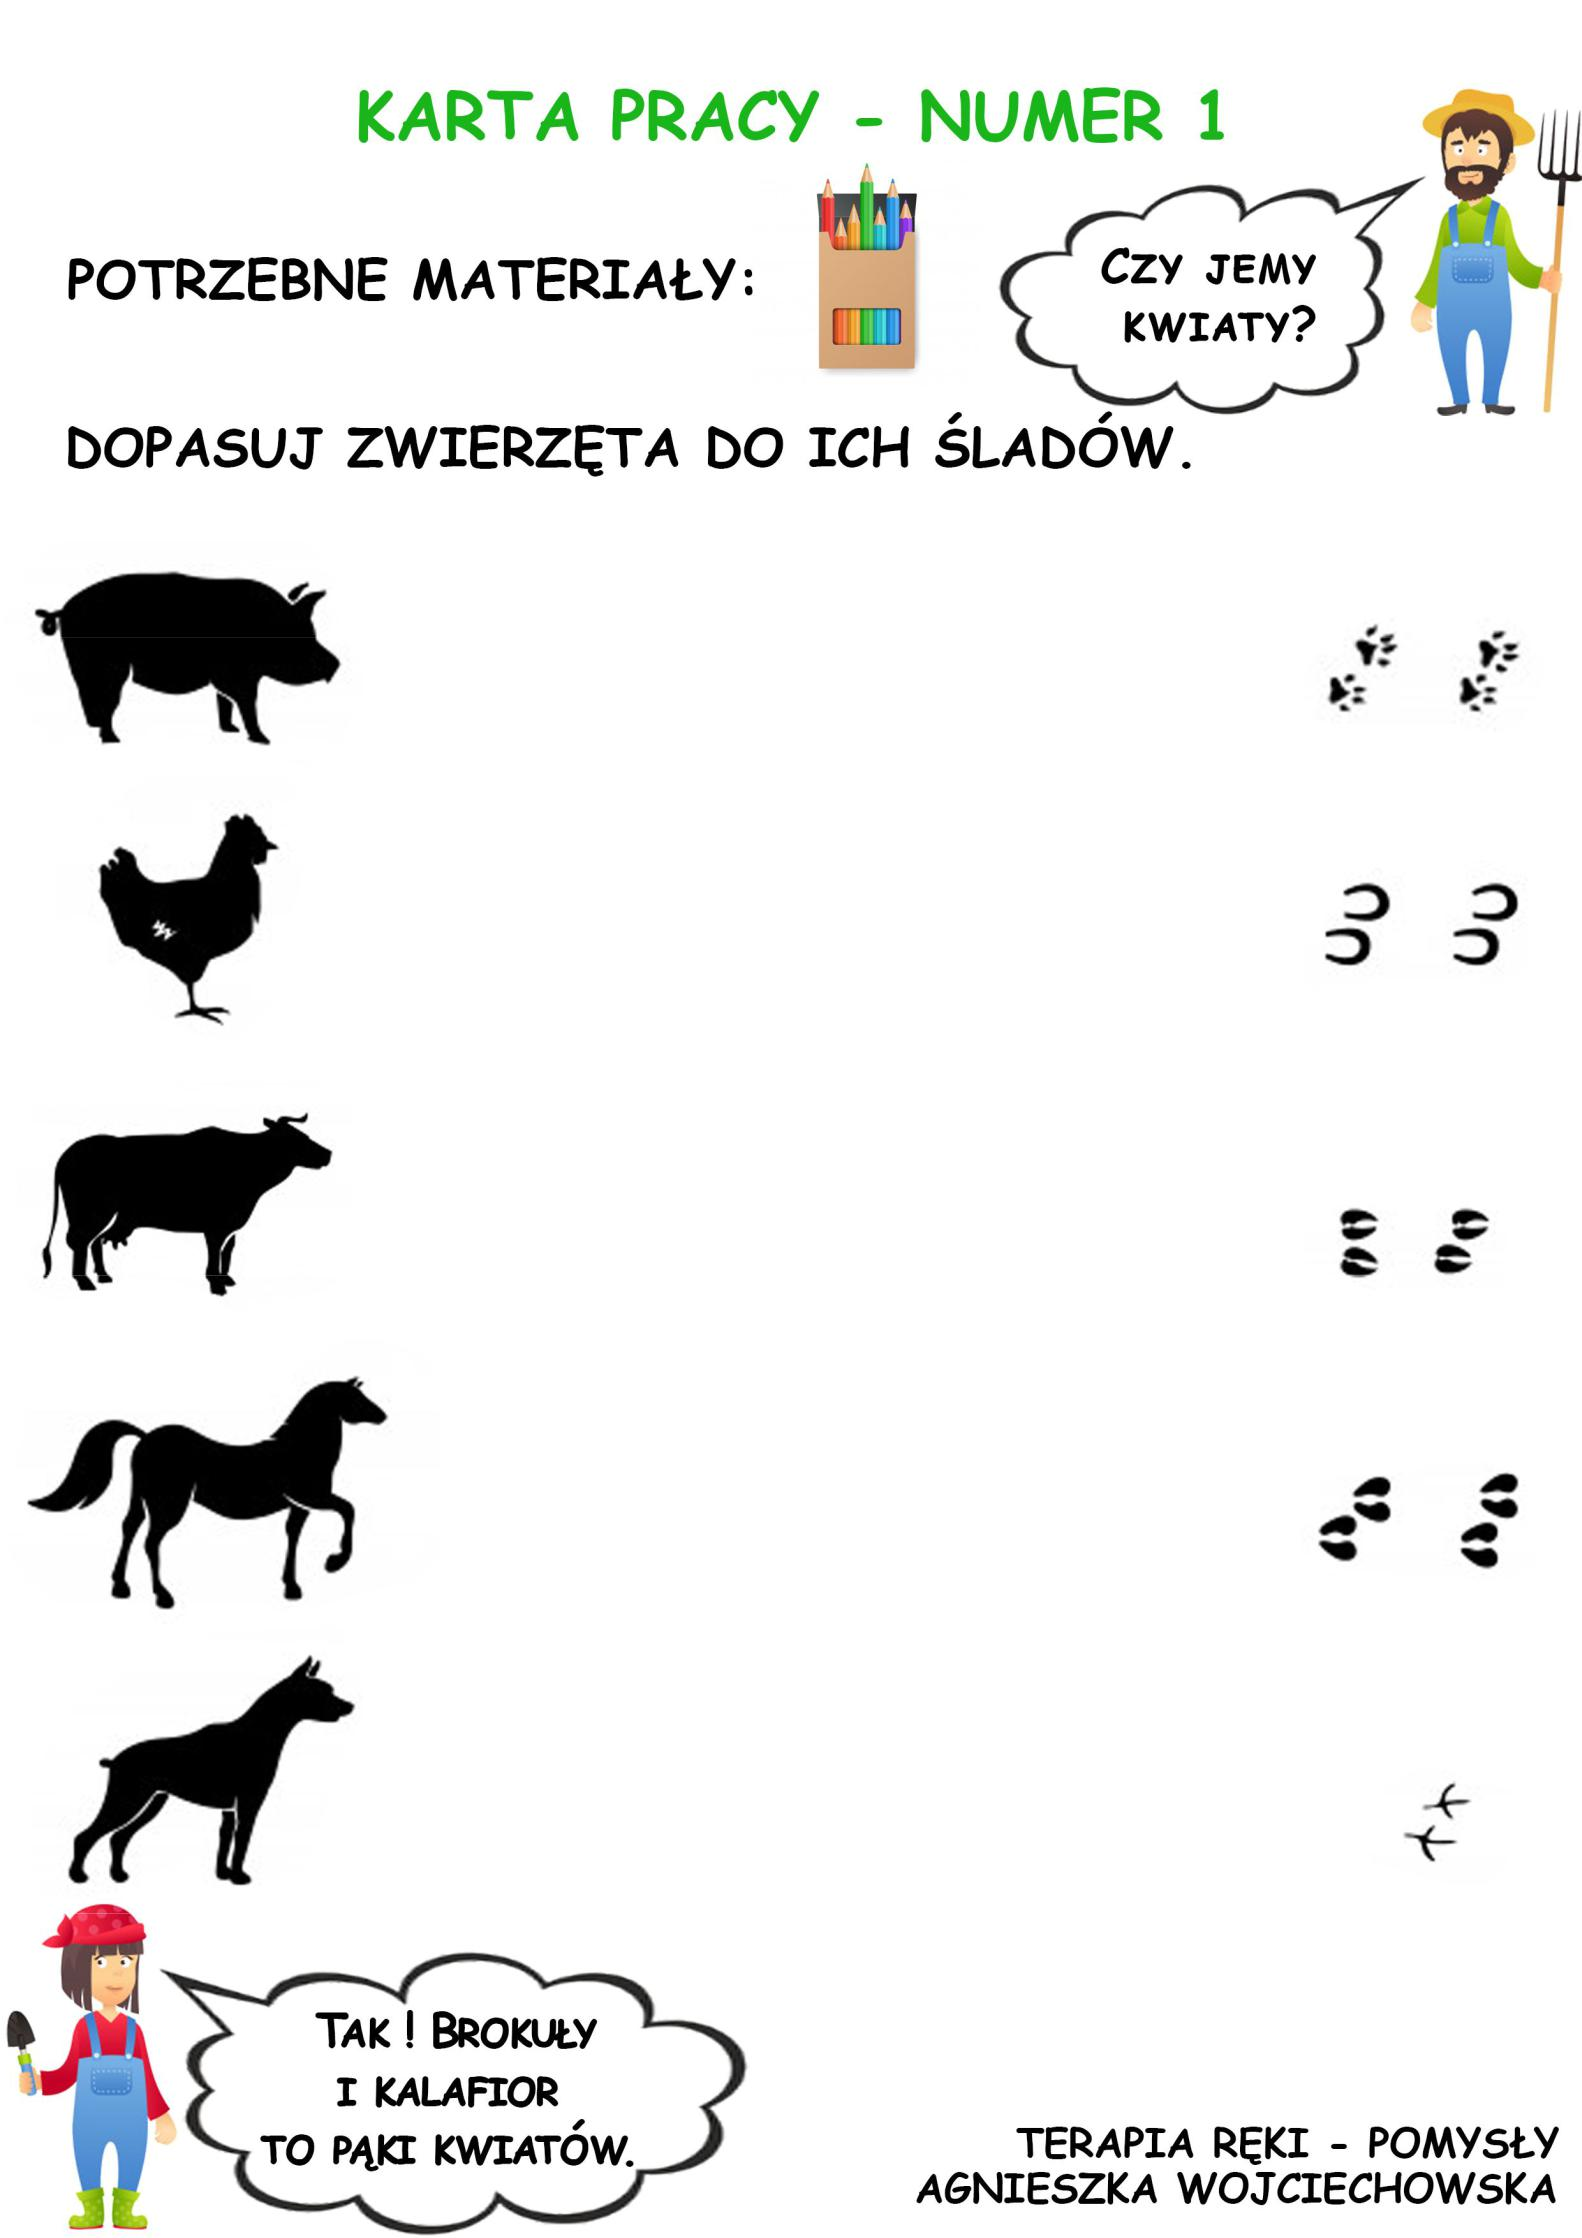 KARTA PRACY - NUMER 1
POTRZEBNE MATERIAŁY:
CZY JEMY
KWIATY?
DOPASUJ ZWIERZĘTA DO ICH ŚLADÓW.
TAK ! BROKUŁY
I KALAFIOR
TO PĄKI KWIATÓW.
TERAPIA RĘKI - POMYSŁY
AGNIESZKA WOJCIECHOWSKA